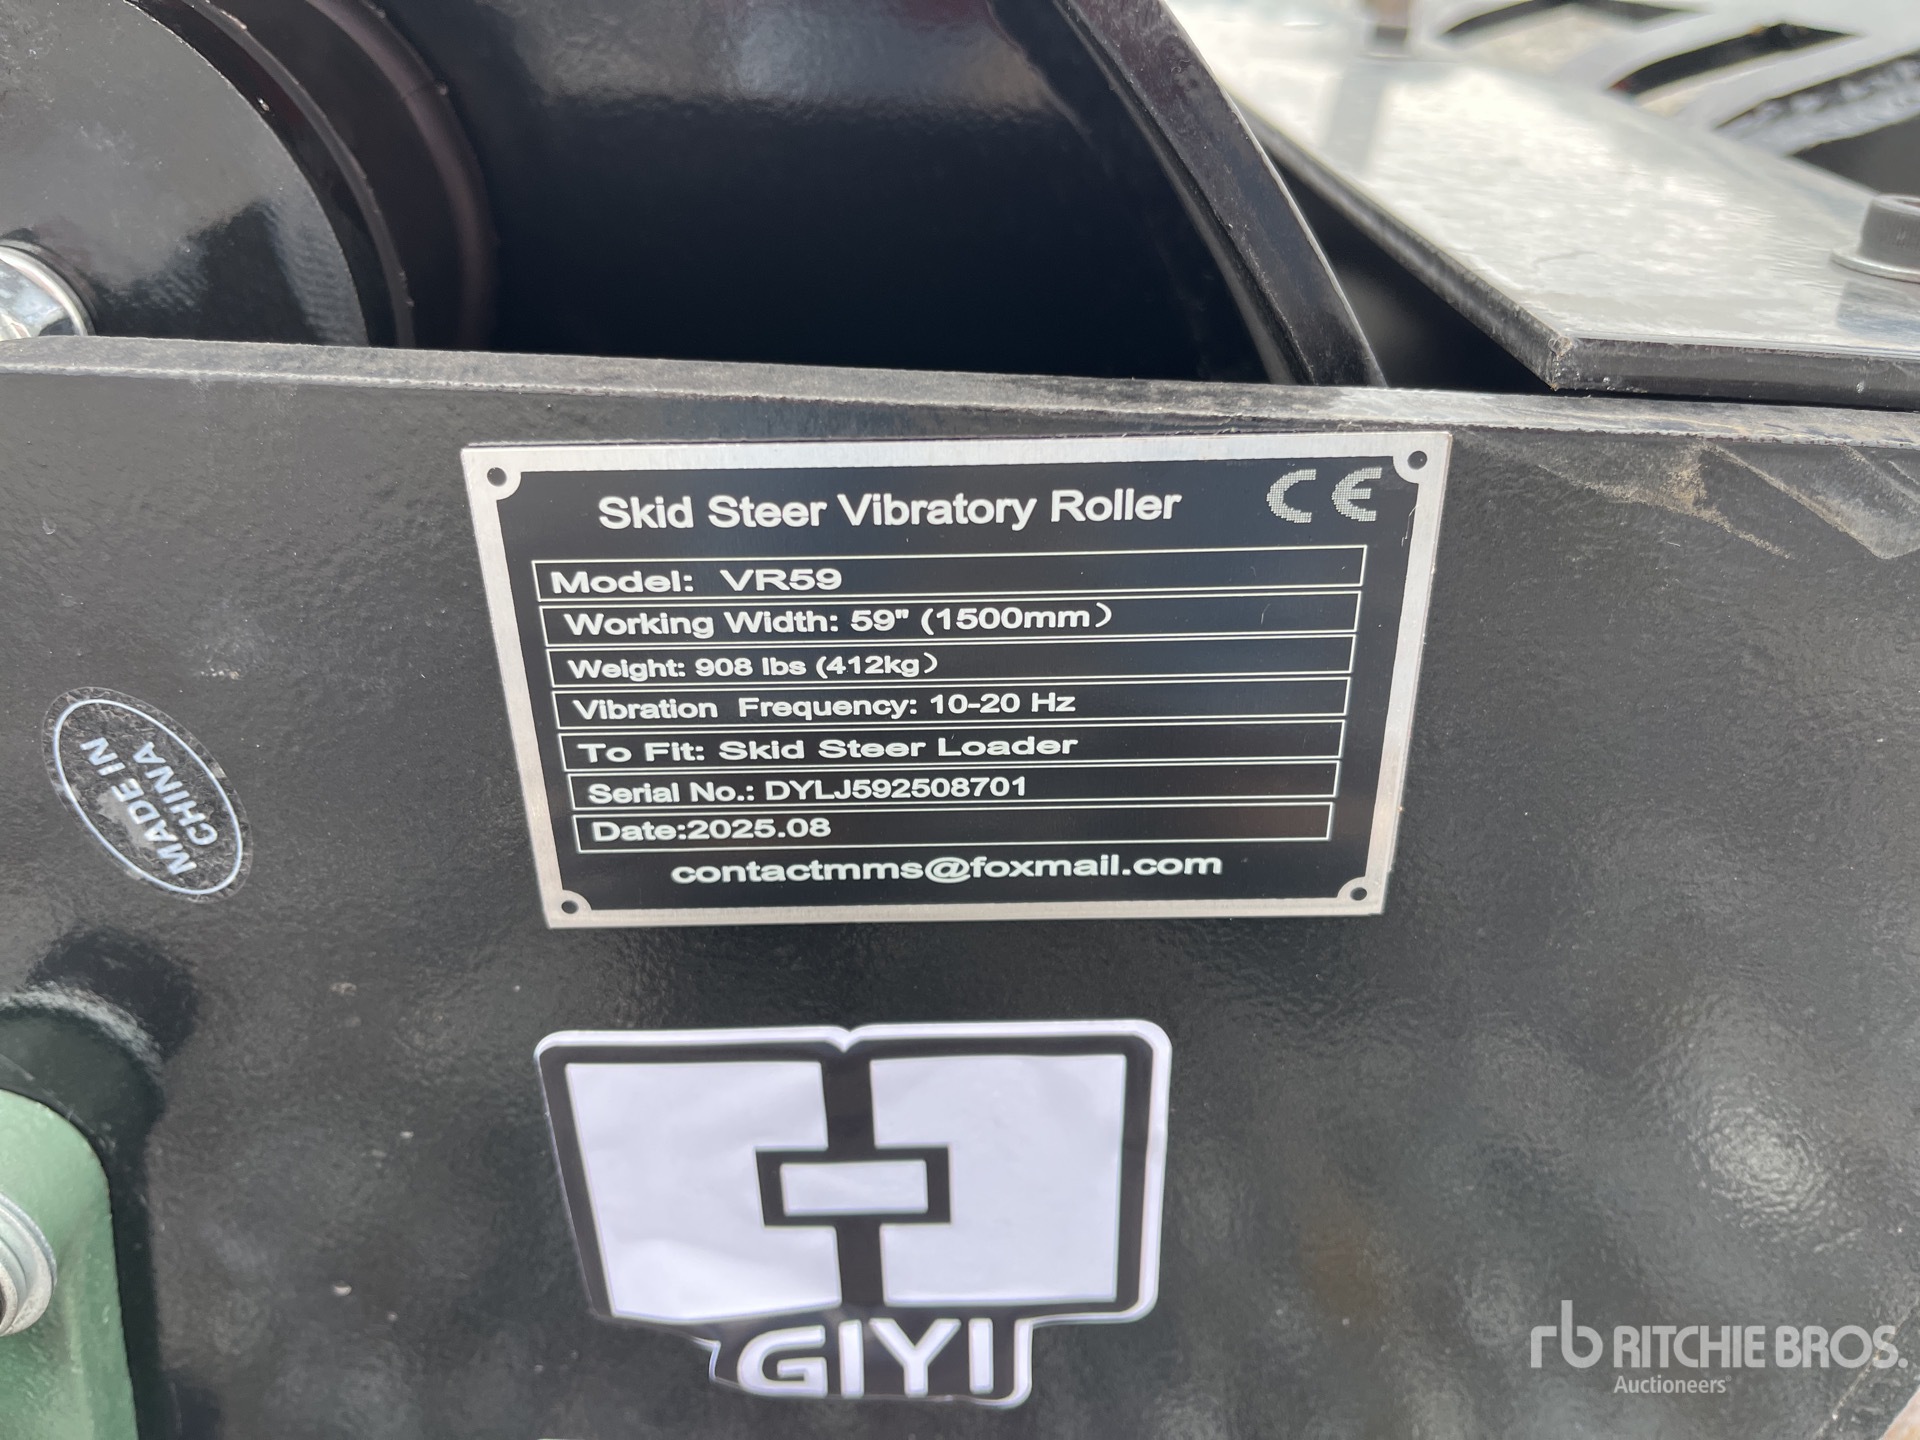 Skid Steer Vibratory Roller CE
Model: VR59
Working Width: 59" (1500mm）
Weight: 908 lbs (412kg）
Vibration Frequency: 10-20 Hz
To Fit: Skid Steer Loader
Serial No.: DYLJ592508701
Date:2025.08
contactmms@foxmail.com
MADE IN
CHINA
GIYI
rb RITCHIE BROS.
Auctioneers